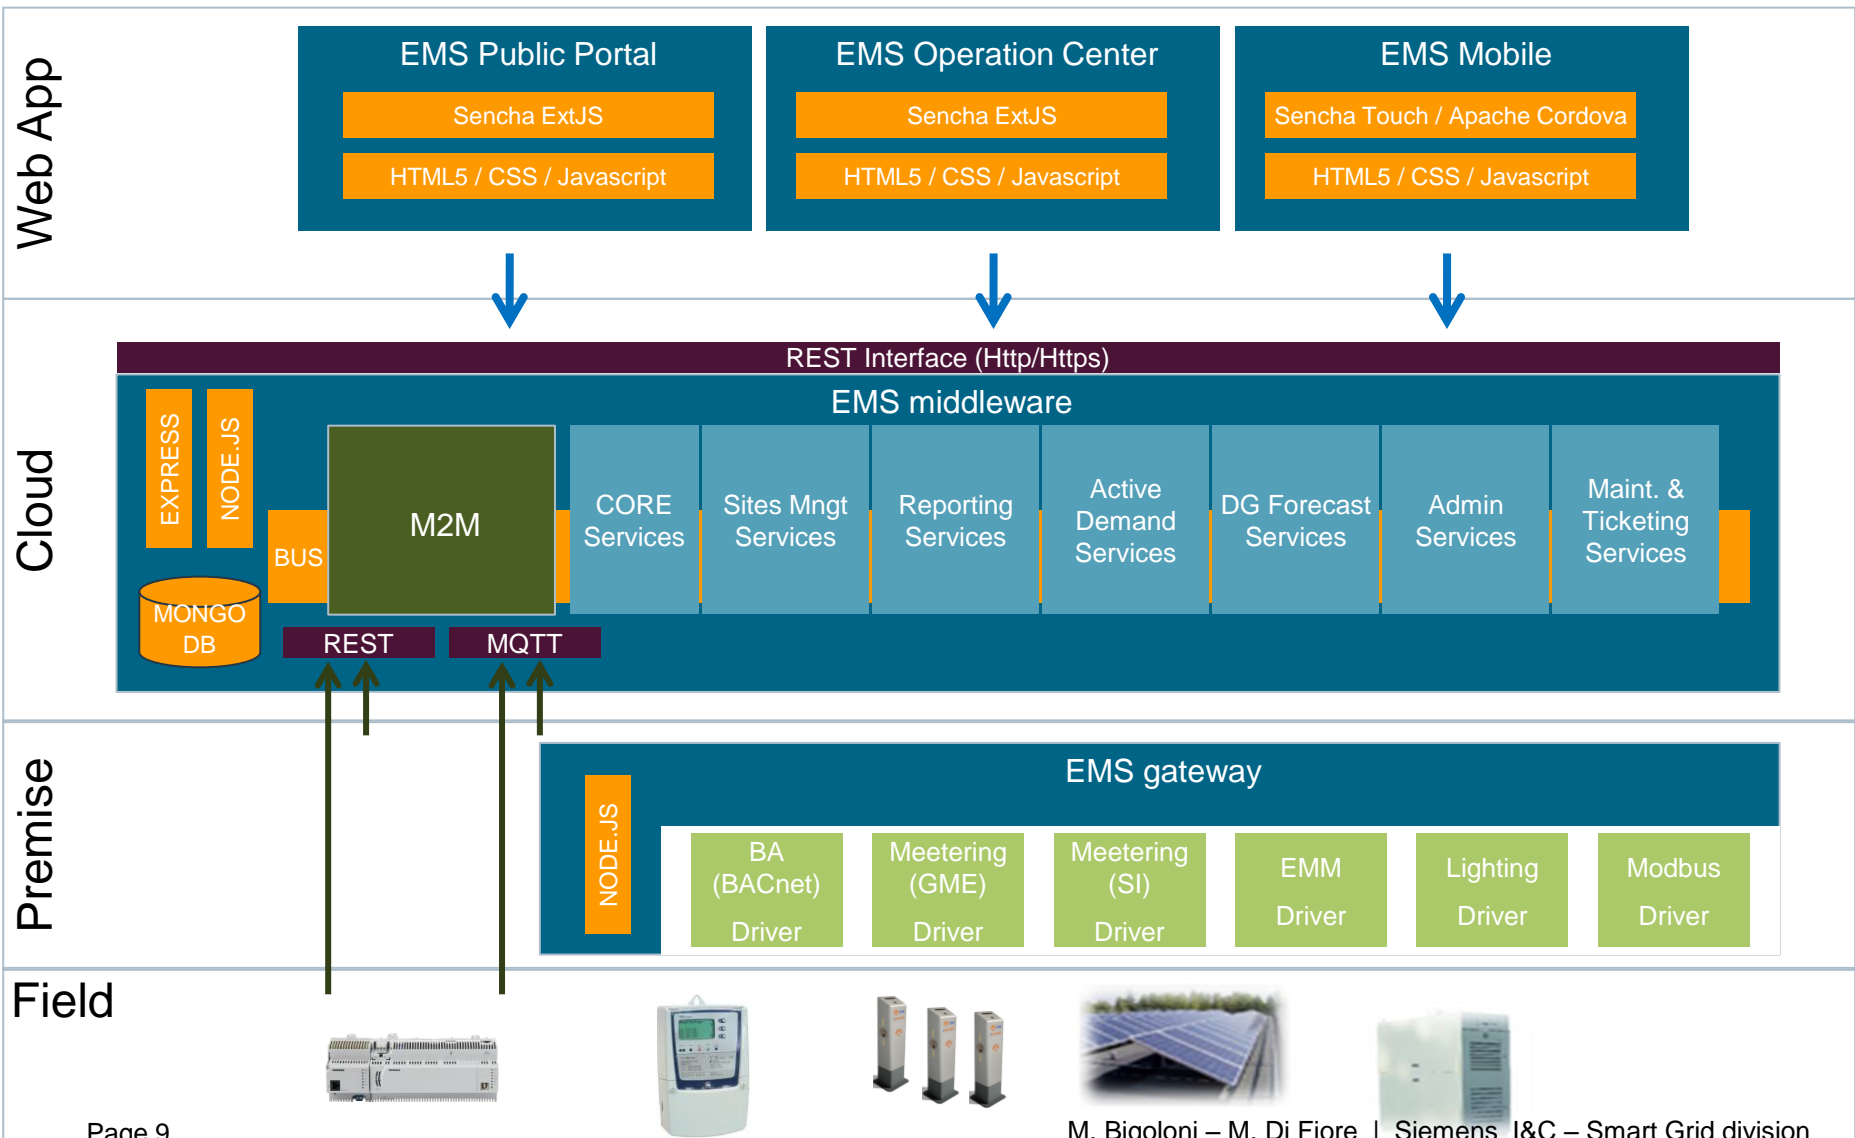 Web App
EMS Public Portal
Sencha ExtJS
HTML5 / CSS / Javascript
EMS Operation Center
Sencha ExtJS
HTML5 / CSS / Javascript
EMS Mobile
Sencha Touch / Apache Cordova
HTML5 / CSS / Javascript
Cloud
REST Interface (Http/Https)
EMS middleware
EXPRESS
NODE.JS
MONGO
DB
BUS
M2M
CORE
Services
Sites Mngt
Services
Reporting
Services
Active
Demand
Services
DG Forecast
Services
Admin
Services
Maint. &
Ticketing
Services
REST
MQTT
Premise
EMS gateway
NODE.JS
BA
(BACnet)
Driver
Meetering
(GME)
Driver
Meetering
(SI)
Driver
EMM
Driver
Lighting
Driver
Modbus
Driver
Field
Page 9
M. Bigoloni – M. Di Fiore | Siemens I&C – Smart Grid division